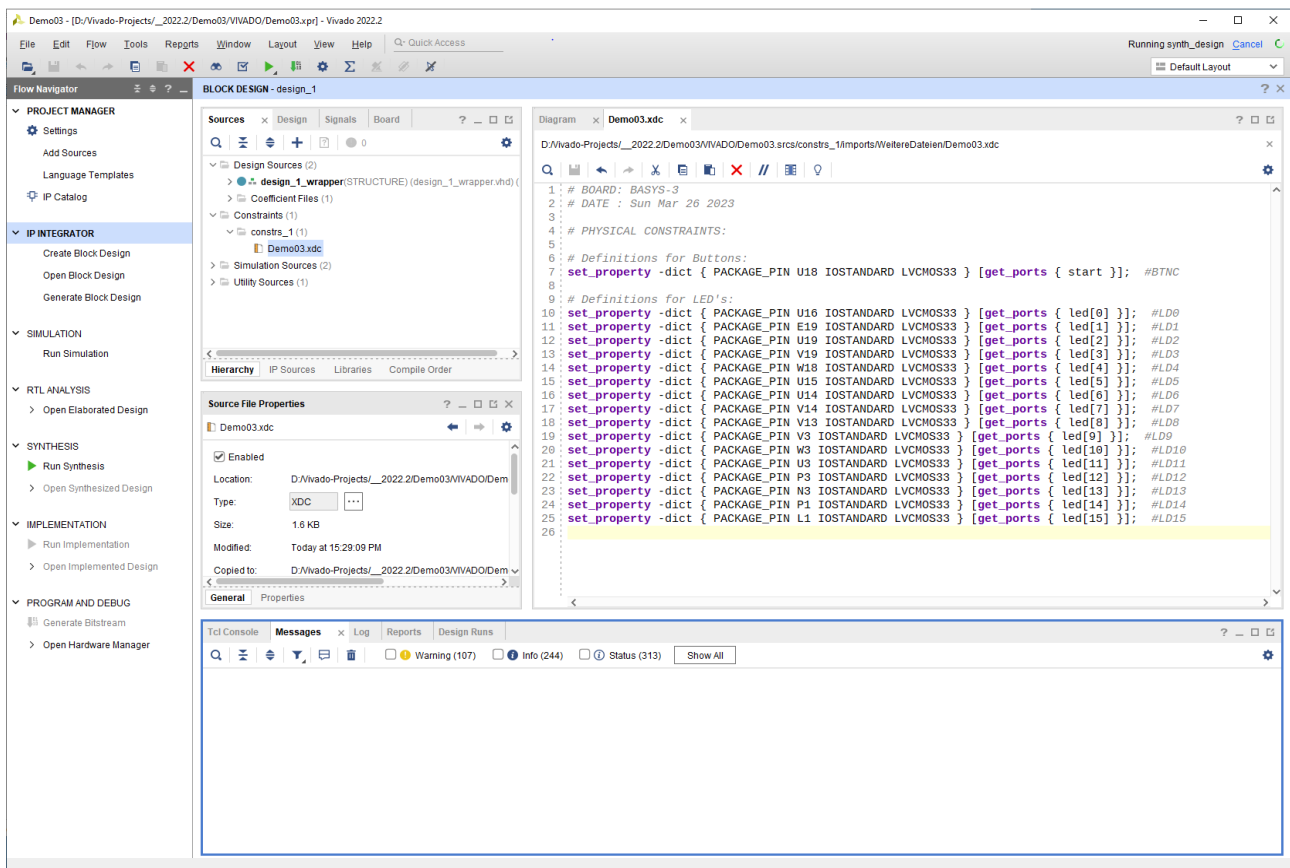 Demo03 - [D:/Vivado-Projects/__2022.2/Demo03/VIVADO/Demo03.xpr] - Vivado 2022.2
File Edit Flow Tools Reports Window Layout View Help Quick Access
Running synth_design Cancel
Default Layout
Flow Navigator
PROJECT MANAGER
Settings
Add Sources
Language Templates
IP Catalog
IP INTEGRATOR
Create Block Design
Open Block Design
Generate Block Design
SIMULATION
Run Simulation
RTL ANALYSIS
Open Elaborated Design
SYNTHESIS
Run Synthesis
Open Synthesized Design
IMPLEMENTATION
Run Implementation
Open Implemented Design
PROGRAM AND DEBUG
Generate Bitstream
Open Hardware Manager
BLOCK DESIGN - design_1
Sources Design Signals Board
0
Design Sources (2)
design_1_wrapper(STRUCTURE) (design_1_wrapper.vhd) (
Coefficient Files (1)
Constraints (1)
constrs_1 (1)
Demo03.xdc
Simulation Sources (2)
Utility Sources (1)
Hierarchy IP Sources Libraries Compile Order
Source File Properties
Demo03.xdc
Enabled
Location: D:/Vivado-Projects/__2022.2/Demo03/VIVADO/Dem
Type: XDC ...
Size: 1.6 KB
Modified: Today at 15:29:09 PM
Copied to: D:/Vivado-Projects/__2022.2/Demo03/VIVADO/Dem
General Properties
Diagram Demo03.xdc
D:/Vivado-Projects/__2022.2/Demo03/VIVADO/Demo03.srcs/constrs_1/imports/WeitereDateien/Demo03.xdc
1 # BOARD: BASYS-3
2 # DATE : Sun Mar 26 2023
3
4 # PHYSICAL CONSTRAINTS:
5
6 # Definitions for Buttons:
7 set_property -dict { PACKAGE_PIN U18 IOSTANDARD LVCMOS33 } [get_ports { start }]; #BTNC
8
9 # Definitions for LED's:
10 set_property -dict { PACKAGE_PIN U16 IOSTANDARD LVCMOS33 } [get_ports { led[0] }]; #LD0
11 set_property -dict { PACKAGE_PIN E19 IOSTANDARD LVCMOS33 } [get_ports { led[1] }]; #LD1
12 set_property -dict { PACKAGE_PIN U19 IOSTANDARD LVCMOS33 } [get_ports { led[2] }]; #LD2
13 set_property -dict { PACKAGE_PIN V19 IOSTANDARD LVCMOS33 } [get_ports { led[3] }]; #LD3
14 set_property -dict { PACKAGE_PIN W18 IOSTANDARD LVCMOS33 } [get_ports { led[4] }]; #LD4
15 set_property -dict { PACKAGE_PIN U15 IOSTANDARD LVCMOS33 } [get_ports { led[5] }]; #LD5
16 set_property -dict { PACKAGE_PIN U14 IOSTANDARD LVCMOS33 } [get_ports { led[6] }]; #LD6
17 set_property -dict { PACKAGE_PIN V14 IOSTANDARD LVCMOS33 } [get_ports { led[7] }]; #LD7
18 set_property -dict { PACKAGE_PIN V13 IOSTANDARD LVCMOS33 } [get_ports { led[8] }]; #LD8
19 set_property -dict { PACKAGE_PIN V3 IOSTANDARD LVCMOS33 } [get_ports { led[9] }]; #LD9
20 set_property -dict { PACKAGE_PIN W3 IOSTANDARD LVCMOS33 } [get_ports { led[10] }]; #LD10
21 set_property -dict { PACKAGE_PIN U3 IOSTANDARD LVCMOS33 } [get_ports { led[11] }]; #LD11
22 set_property -dict { PACKAGE_PIN P3 IOSTANDARD LVCMOS33 } [get_ports { led[12] }]; #LD12
23 set_property -dict { PACKAGE_PIN N3 IOSTANDARD LVCMOS33 } [get_ports { led[13] }]; #LD13
24 set_property -dict { PACKAGE_PIN P1 IOSTANDARD LVCMOS33 } [get_ports { led[14] }]; #LD14
25 set_property -dict { PACKAGE_PIN L1 IOSTANDARD LVCMOS33 } [get_ports { led[15] }]; #LD15
26
Tcl Console Messages Log Reports Design Runs
Warning (107) Info (244) Status (313) Show All